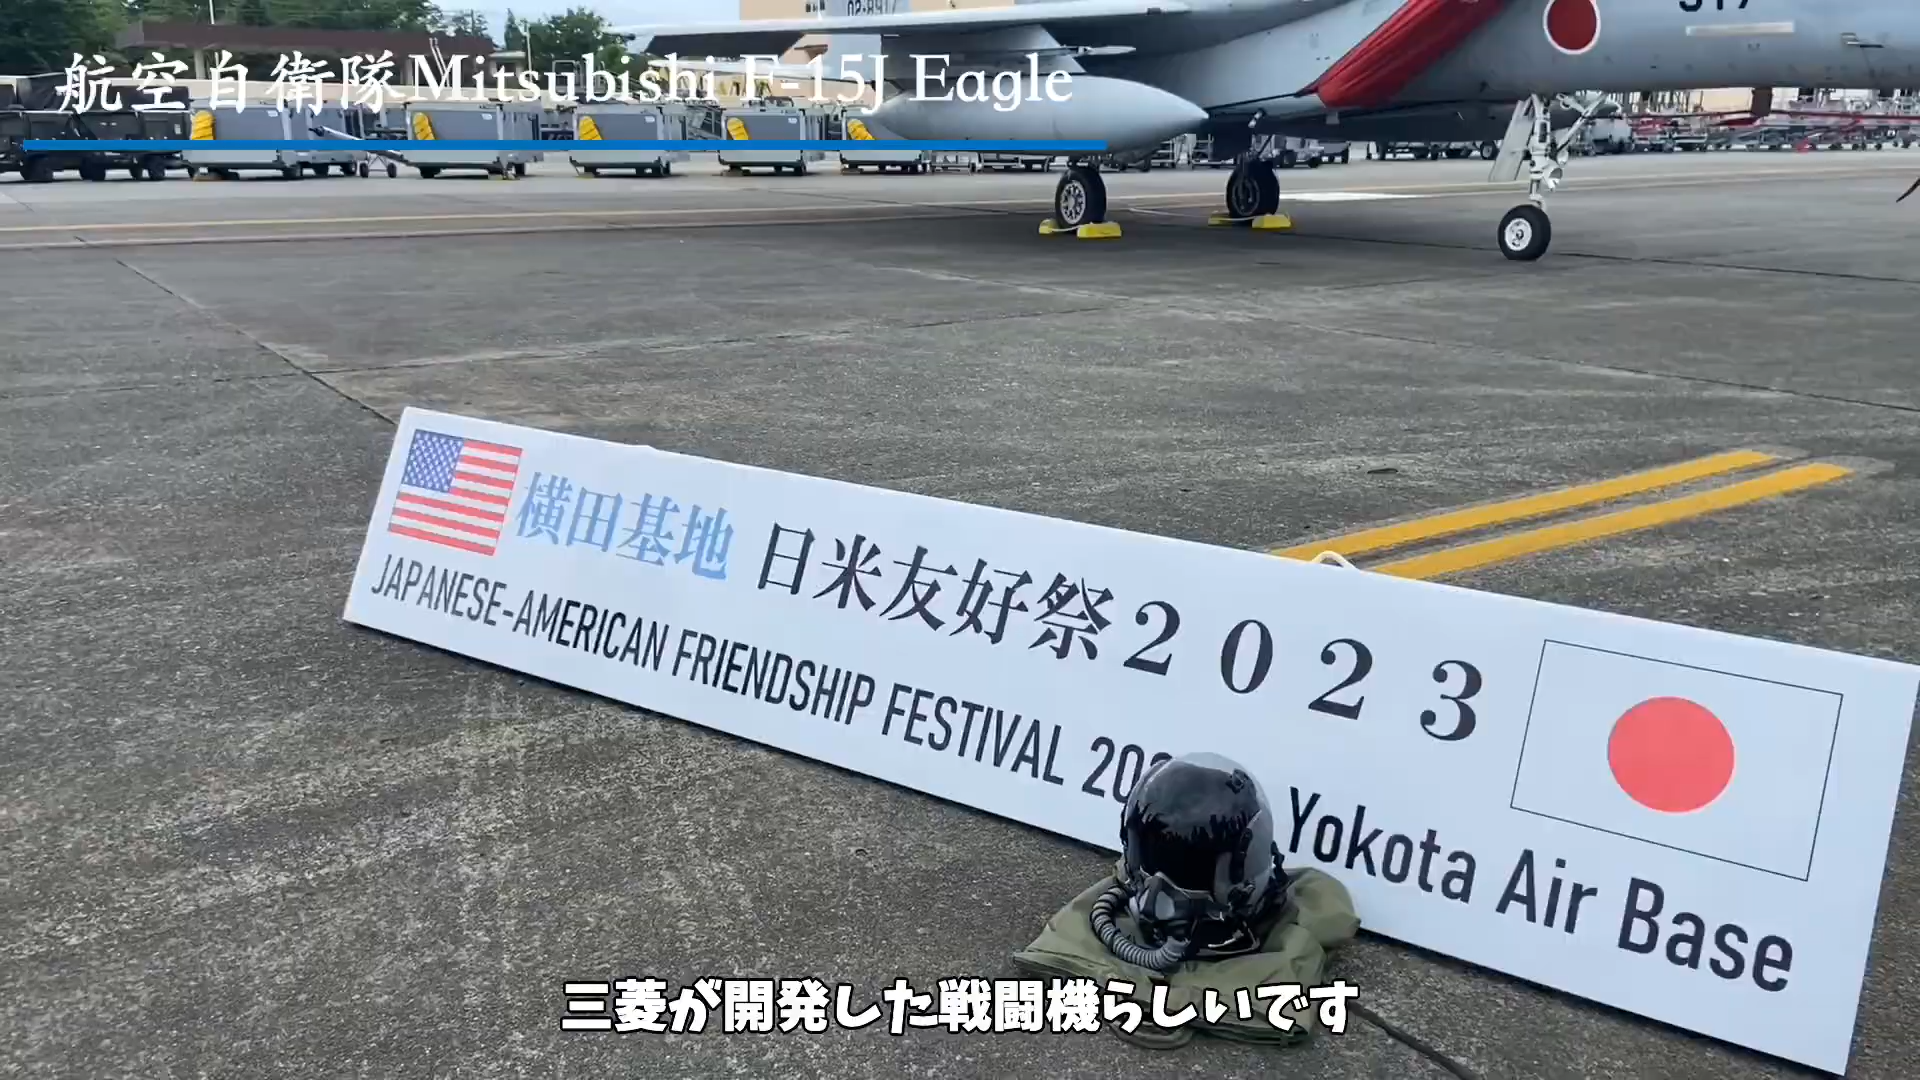 航空自衛隊Mitsubishi F-15J Eagle
横田基地 日米友好祭2023
JAPANESE-AMERICAN FRIENDSHIP FESTIVAL
Yokota Air Base
三菱が開発した戦闘機らしいです